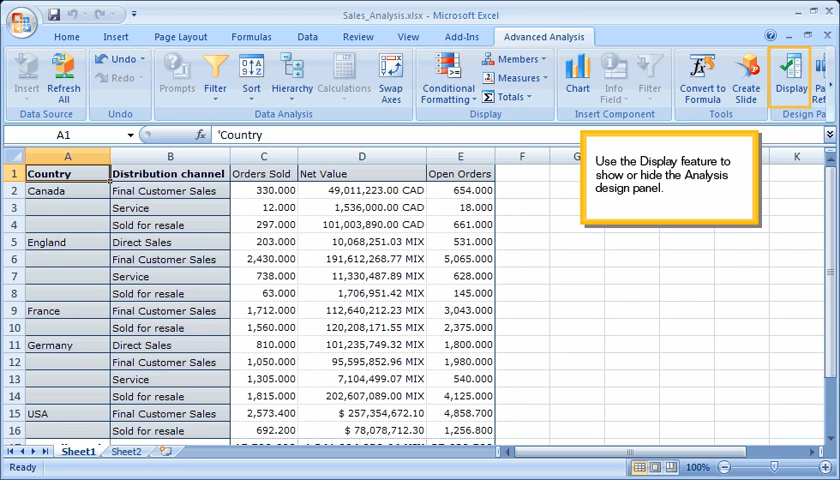 Sales_Analysis.xlsx - Microsoft Excel
Home Insert Page Layout Formulas Data Review View Add-Ins Advanced Analysis
Insert Refresh All Undo Redo Prompts Filter Sort Hierarchy Calculations Swap Axes Conditional Formatting Members Measures Totals Chart Info Field Convert to Formula Create Slide Display
Data Source Data Analysis Display Insert Component Tools Design
A1 fx 'Country
Use the Display feature to
show or hide the Analysis
design panel.
A B C D E F G K
1 Country Distribution channel Orders Sold Net Value Open Orders
2 Canada Final Customer Sales 330.000 49,011,223.00 CAD 654.000
3 Service 12.000 1,536,000.00 CAD 18.000
4 Sold for resale 297.000 101,003,890.00 CAD 661.000
5 England Direct Sales 203.000 10,068,251.03 MIX 531.000
6 Final Customer Sales 2,430.000 191,612,268.77 MIX 5,065.000
7 Service 738.000 11,330,487.89 MIX 628.000
8 Sold for resale 63.000 1,706,951.42 MIX 145.000
9 France Final Customer Sales 1,712.000 112,640,212.23 MIX 3,043.000
10 Sold for resale 1,560.000 120,208,171.55 MIX 2,375.000
11 Germany Direct Sales 810.000 101,235,749.32 MIX 1,800.000
12 Final Customer Sales 1,050.000 95,595,852.96 MIX 1,980.000
13 Service 1,305.000 7,104,499.07 MIX 540.000
14 Sold for resale 1,815.000 202,607,089.00 MIX 4,125.000
15 USA Final Customer Sales 2,573.400 $ 257,354,672.10 4,858.700
16 Sold for resale 692.200 $ 78,078,712.30 1,256.800
Sheet1 Sheet2
Ready 100%